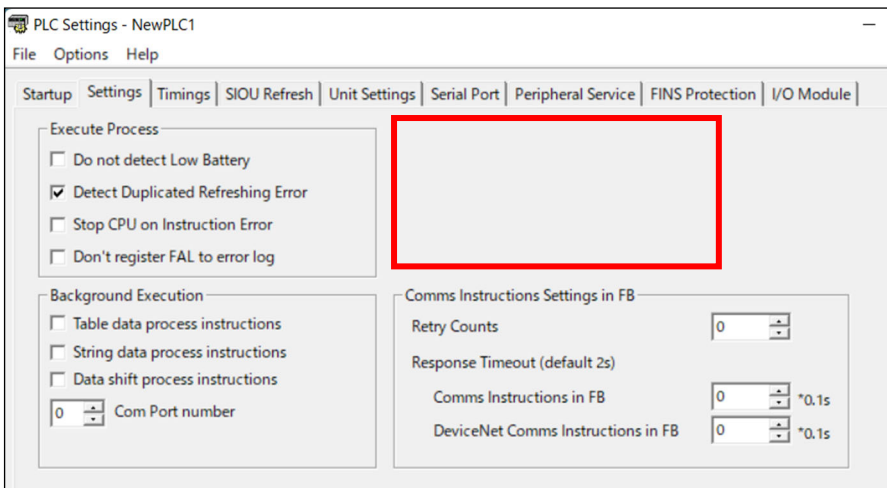 PLC Settings - NewPLC1
File Options Help
Startup Settings Timings SIOU Refresh Unit Settings Serial Port Peripheral Service FINS Protection I/O Module
Execute Process
Do not detect Low Battery
Detect Duplicated Refreshing Error
Stop CPU on Instruction Error
Don't register FAL to error log
Background Execution
Table data process instructions
String data process instructions
Data shift process instructions
0 Com Port number
Comms Instructions Settings in FB
Retry Counts 0
Response Timeout (default 2s)
Comms Instructions in FB 0 *0.1s
DeviceNet Comms Instructions in FB 0 *0.1s